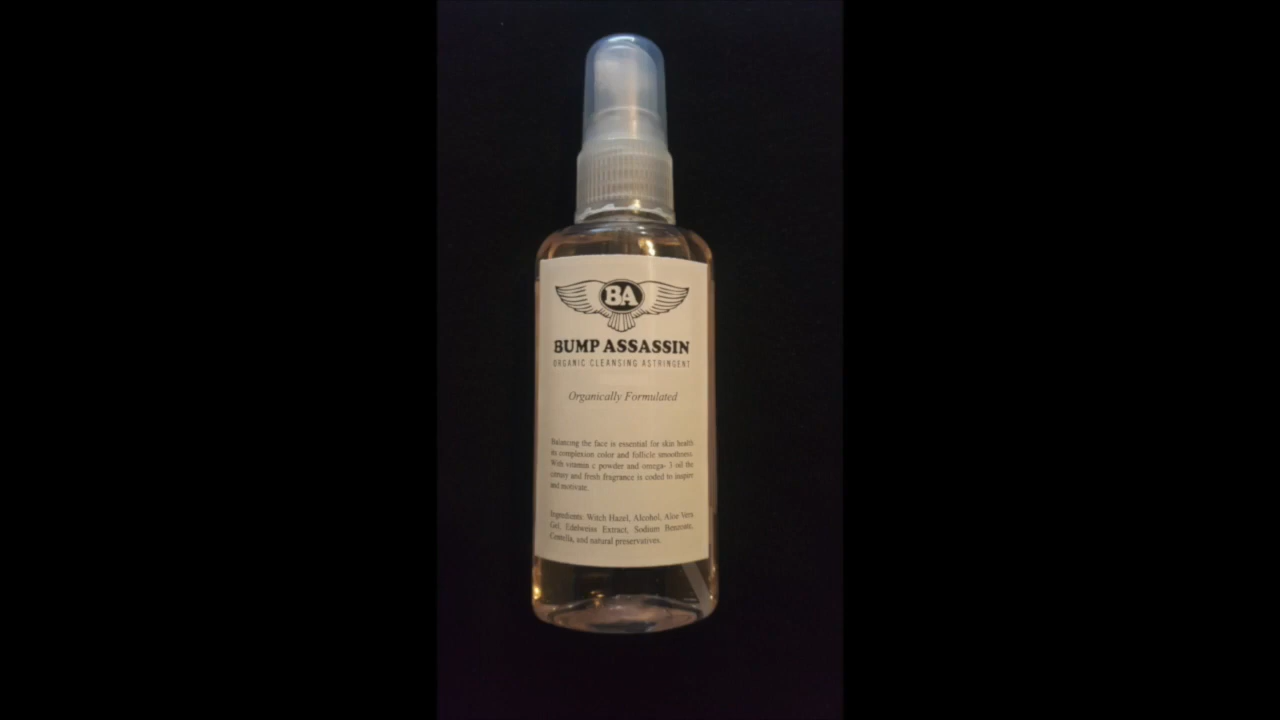 BA
BUMP ASSASSIN
ORGANIC CLEANSING ASTRINGENT
Organically Formulated
Balancing the face is essential for skin health
its complexion color and follicle smoothness.
With vitamin c powder and omega- 3 oil the
citrusy and fresh fragrance is coded to inspire
and motivate.
Ingredients: Witch Hazel, Alcohol, Aloe Vera
Gel, Edelweiss Extract, Sodium Benzoate,
Centella, and natural preservatives.